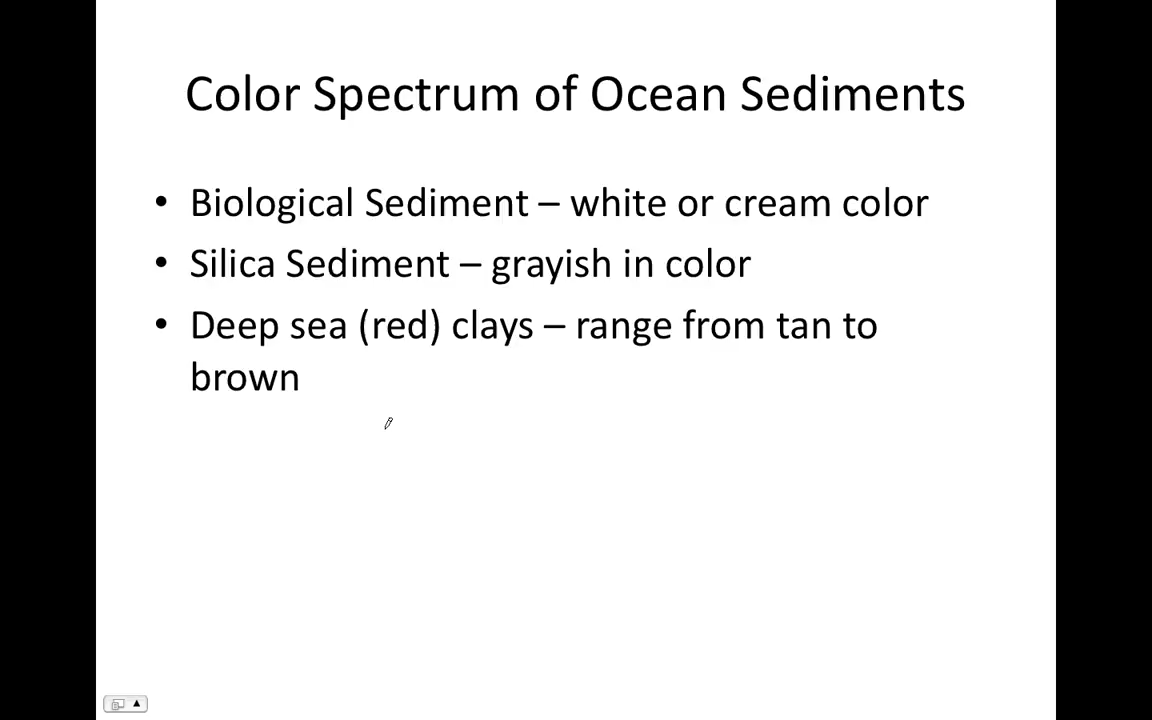 Color Spectrum of Ocean Sediments
• Biological Sediment – white or cream color
• Silica Sediment – grayish in color
• Deep sea (red) clays – range from tan to
brown